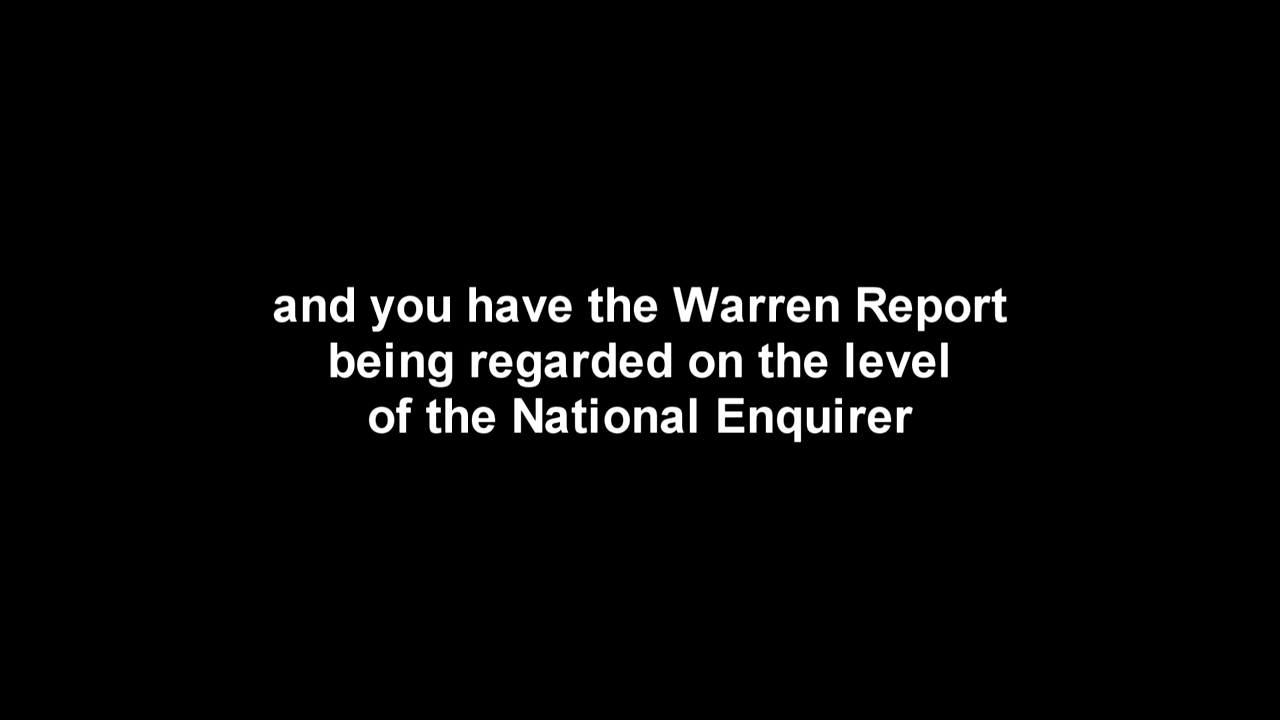 and you have the Warren Report
being regarded on the level
of the National Enquirer